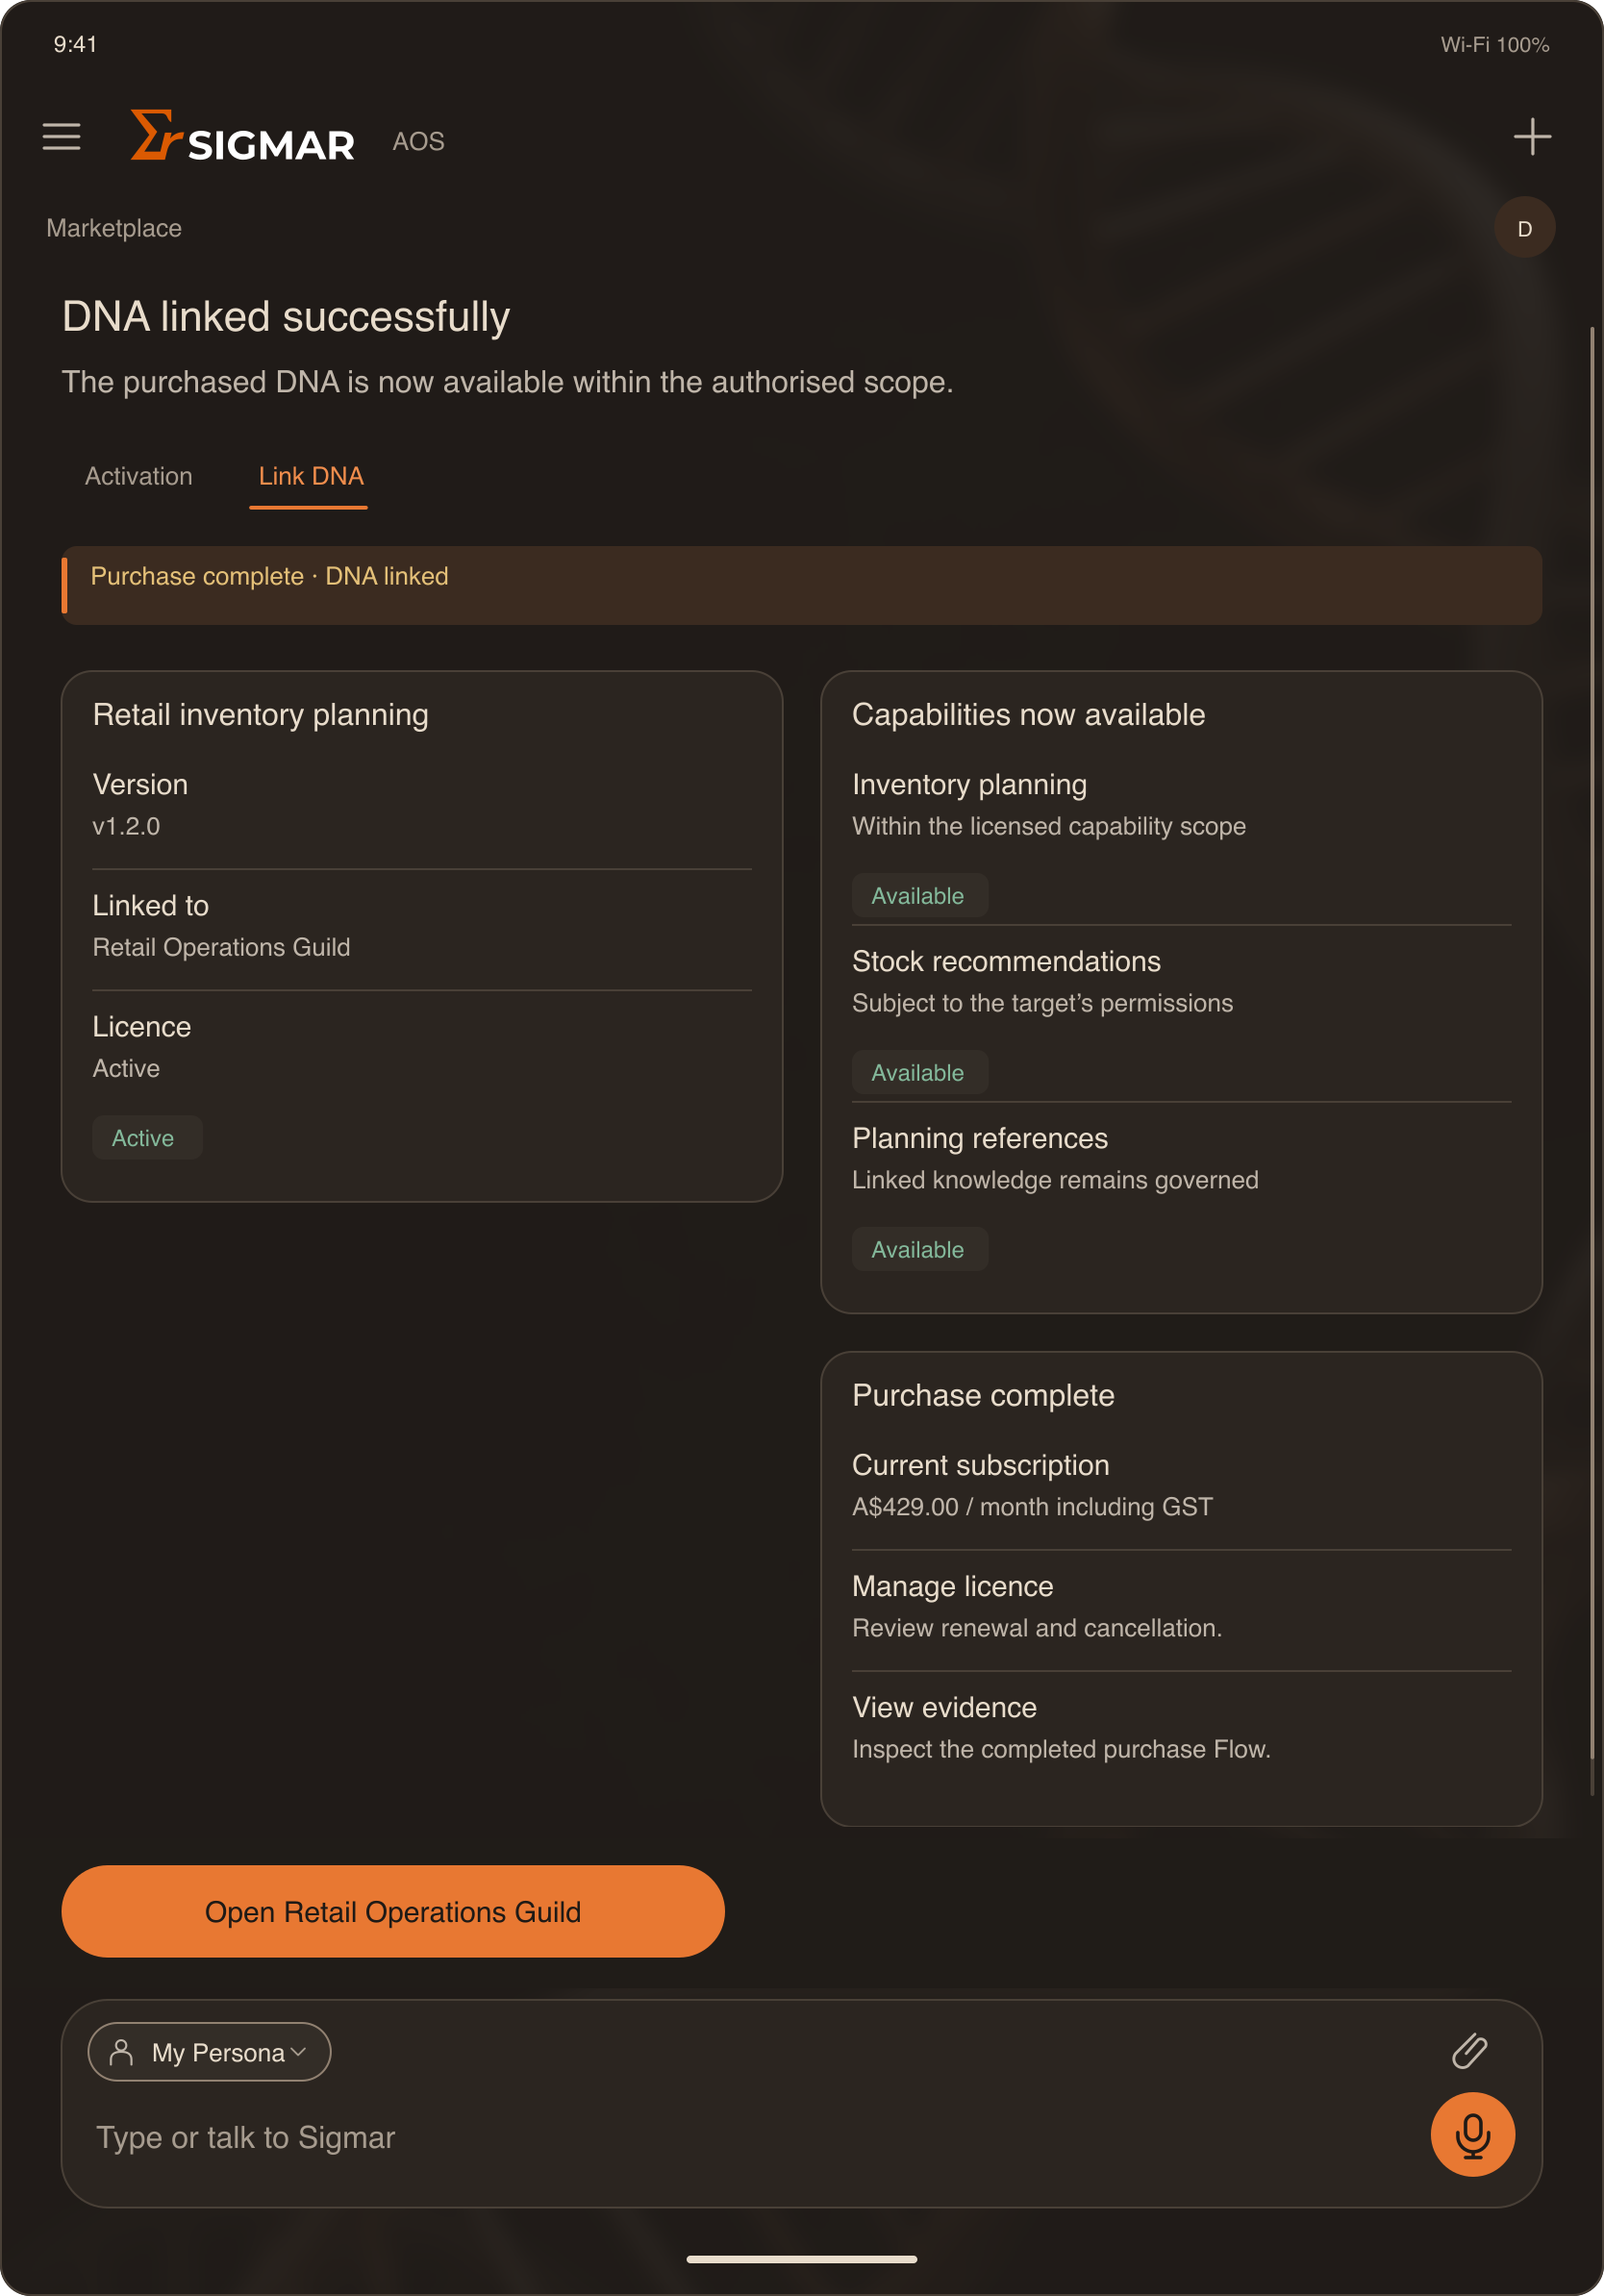 9:41
Wi-Fi 100%
Σr SIGMAR AOS
Marketplace
D
DNA linked successfully
The purchased DNA is now available within the authorised scope.
Activation
Link DNA
Purchase complete · DNA linked
Retail inventory planning
Version
v1.2.0
Linked to
Retail Operations Guild
Licence
Active
Active
Capabilities now available
Inventory planning
Within the licensed capability scope
Available
Stock recommendations
Subject to the target’s permissions
Available
Planning references
Linked knowledge remains governed
Available
Purchase complete
Current subscription
A$429.00 / month including GST
Manage licence
Review renewal and cancellation.
View evidence
Inspect the completed purchase Flow.
Open Retail Operations Guild
My Persona
Type or talk to Sigmar